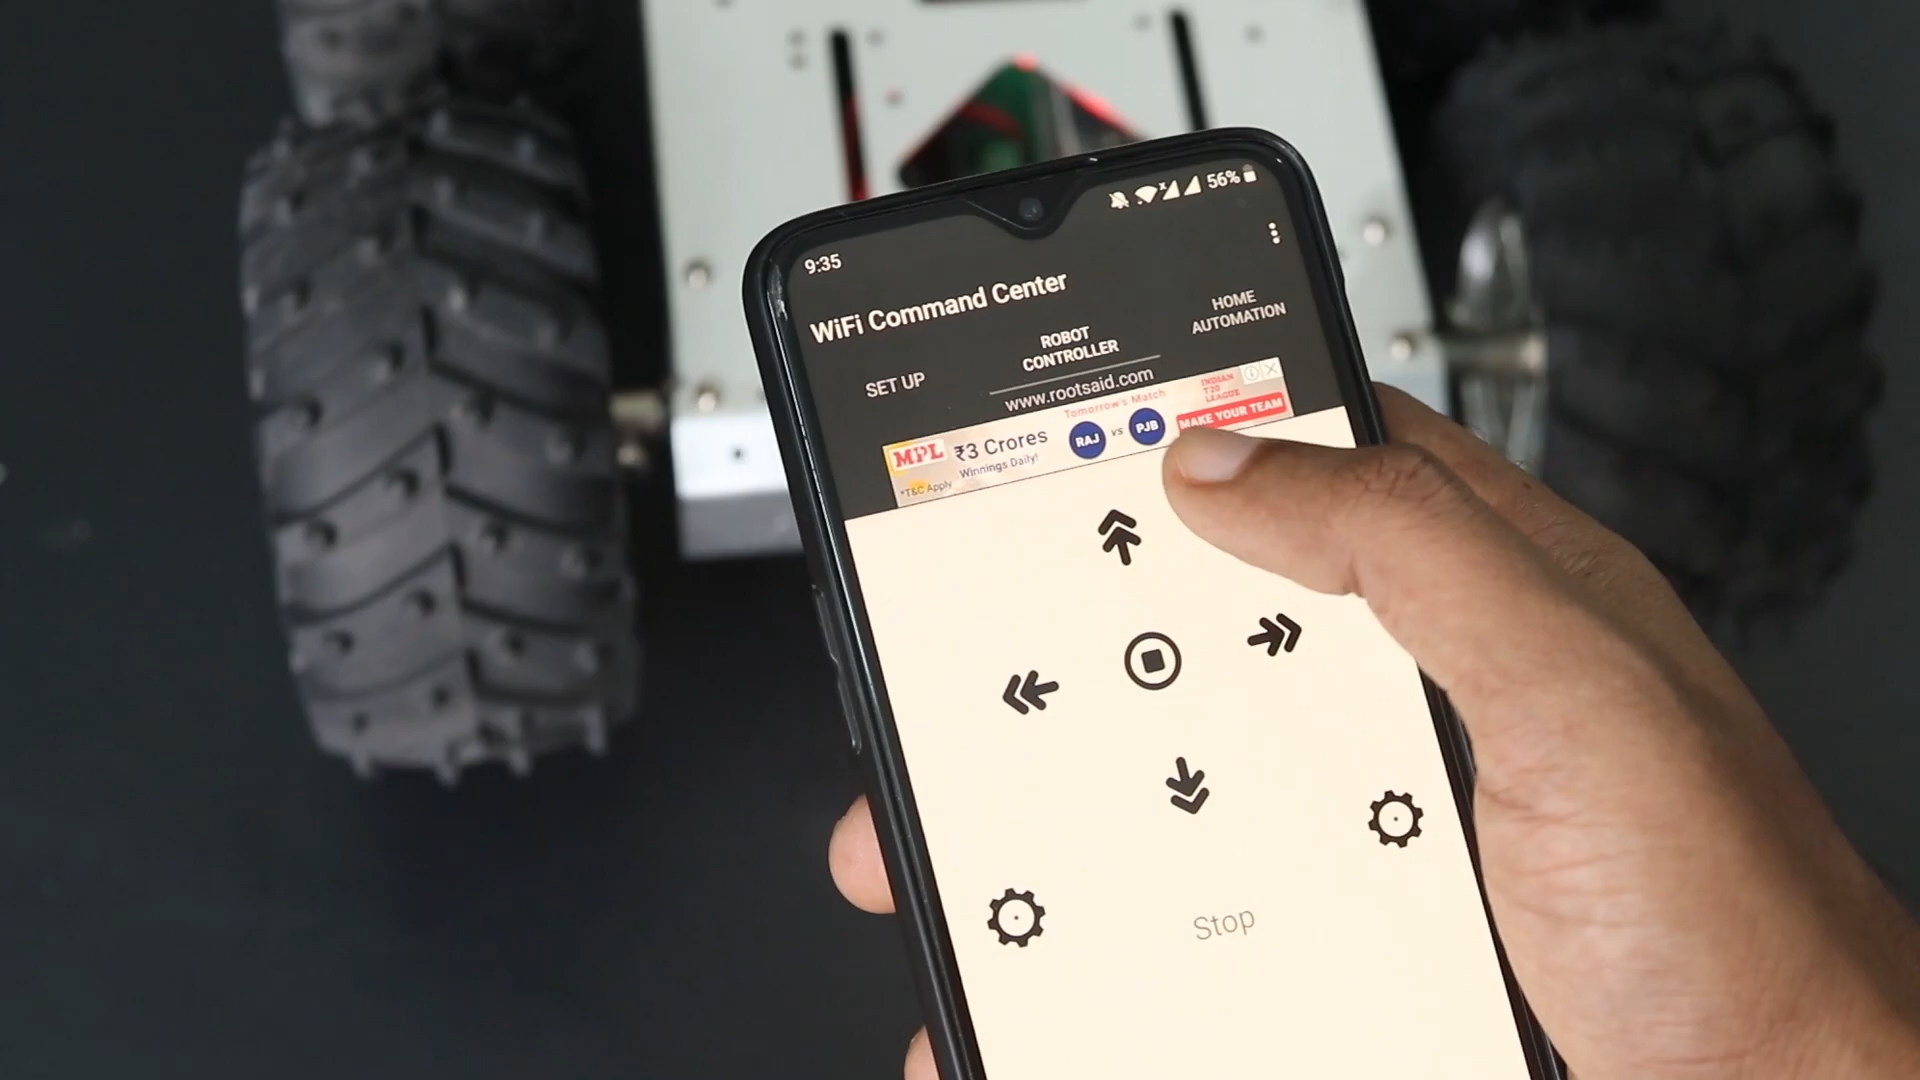 9:35
56%
WiFi Command Center
SET UP
ROBOT
CONTROLLER
HOME
AUTOMATION
www.rootsaid.com
MPL
₹3 Crores
Winnings Daily!
*T&C Apply
Tomorrow's Match
RAJ vs PJB
INDIAN
T20
LEAGUE
MAKE YOUR TEAM
Stop